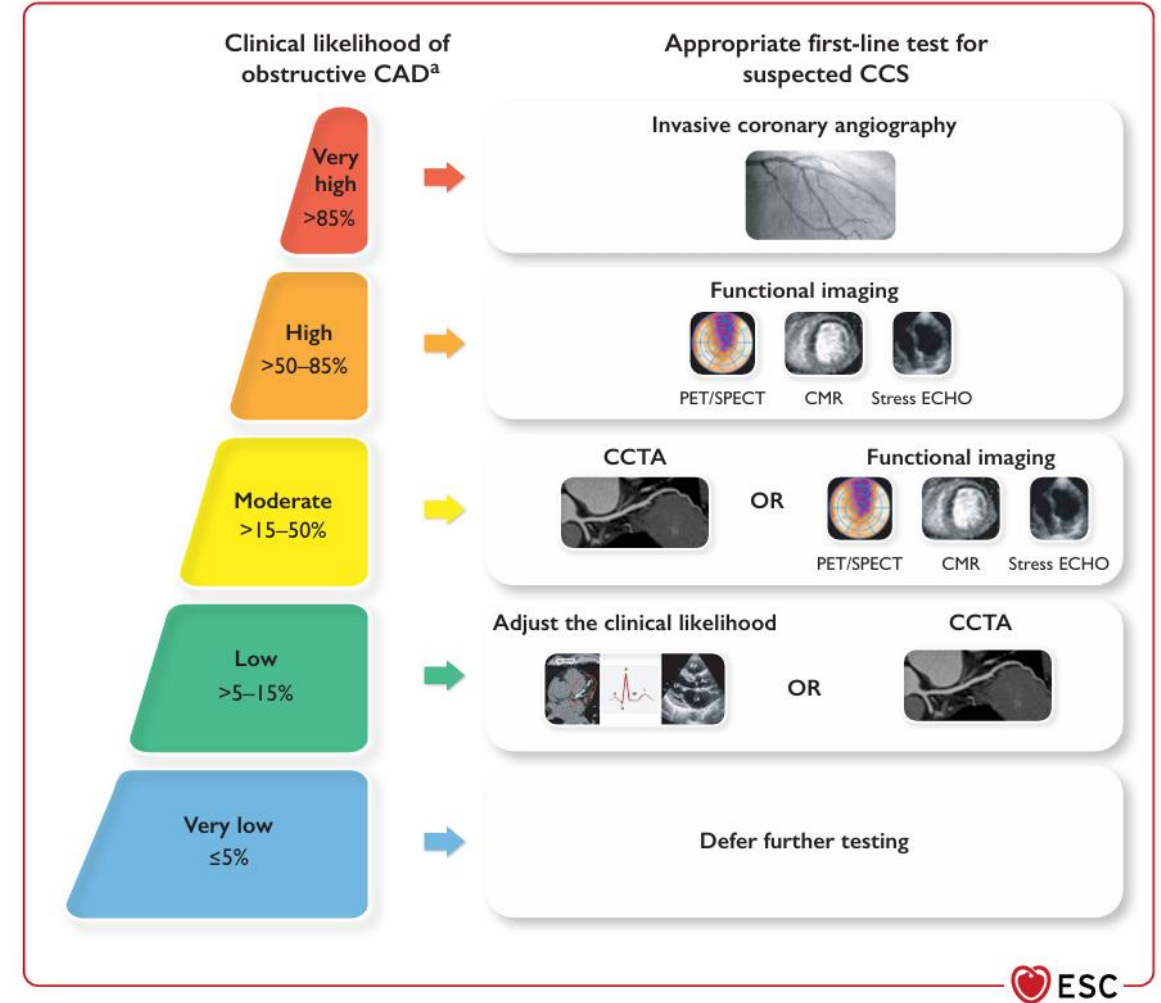 Clinical likelihood of
obstructive CADa
Appropriate first-line test for
suspected CCS
Very
high
>85%
Invasive coronary angiography
High
>50–85%
Functional imaging
PET/SPECT
CMR
Stress ECHO
Moderate
>15–50%
CCTA
OR
Functional imaging
PET/SPECT
CMR
Stress ECHO
Low
>5–15%
Adjust the clinical likelihood
OR
CCTA
Very low
≤5%
Defer further testing
ESC